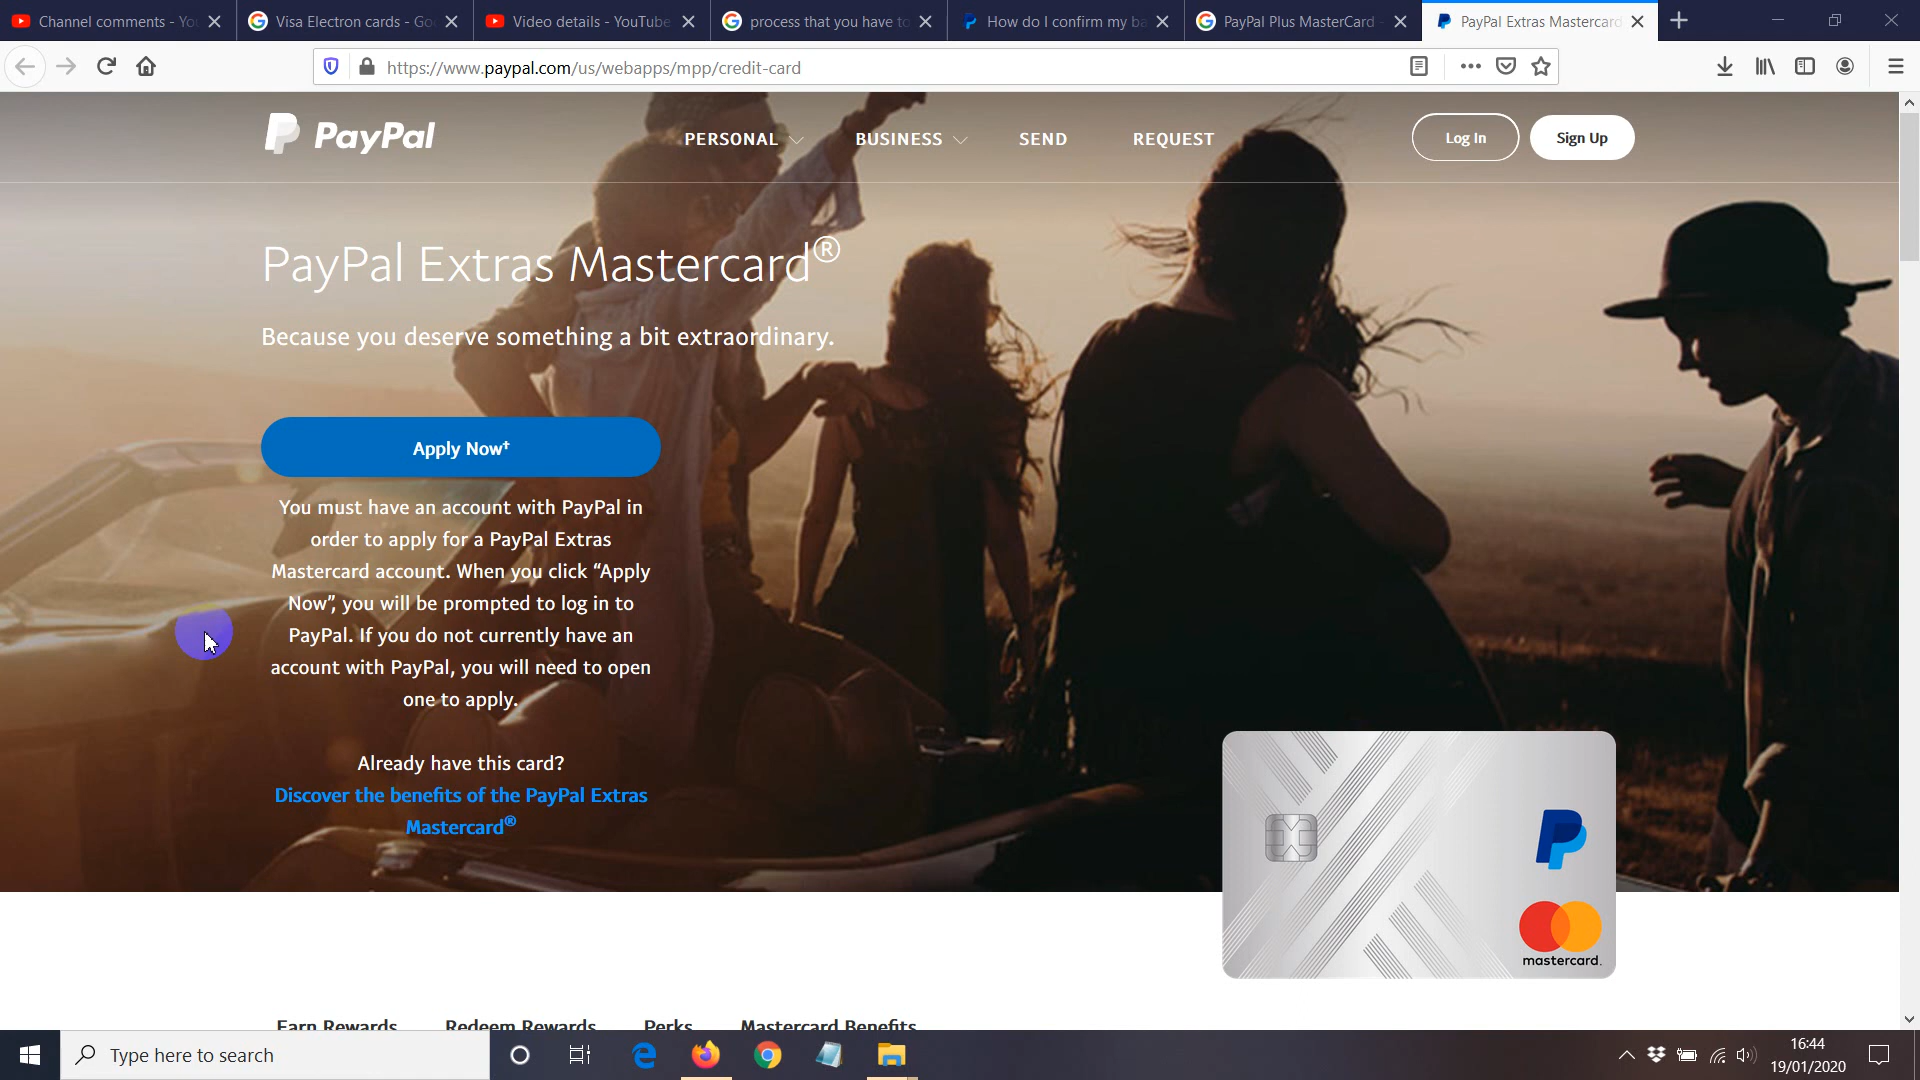 Channel comments - Yo
Visa Electron cards - Go
Video details - YouTube
process that you have to
How do I confirm my ba
PayPal Plus MasterCard -
PayPal Extras Mastercard
https://www.paypal.com/us/webapps/mpp/credit-card
PayPal
PERSONAL
BUSINESS
SEND
REQUEST
Log In
Sign Up
PayPal Extras Mastercard®
Because you deserve something a bit extraordinary.
Apply Now†
You must have an account with PayPal in
order to apply for a PayPal Extras
Mastercard account. When you click “Apply
Now”, you will be prompted to log in to
PayPal. If you do not currently have an
account with PayPal, you will need to open
one to apply.
Already have this card?
Discover the benefits of the PayPal Extras
Mastercard®
mastercard.
Earn Rewards
Redeem Rewards
Perks
Mastercard Benefits
Type here to search
16:44
19/01/2020